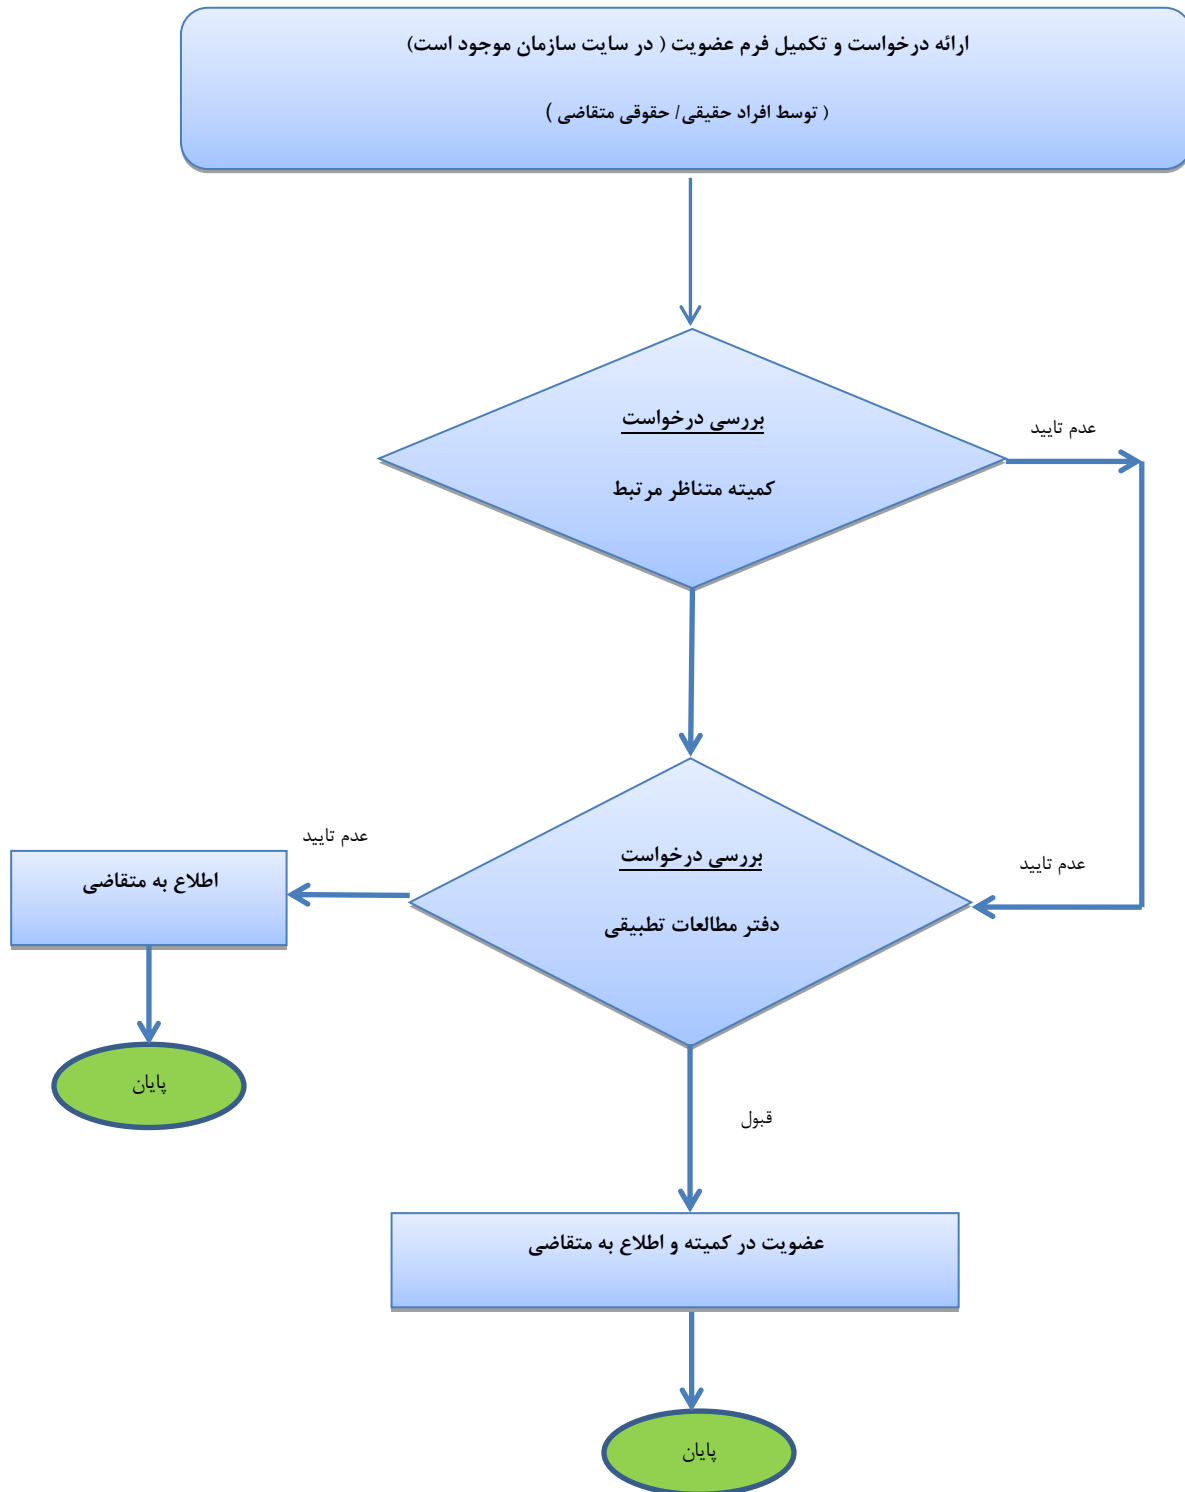 ارائه درخواست و تکمیل فرم عضویت ( در سایت سازمان موجود است)
( توسط افراد حقیقی/ حقوقی متقاضی )
بررسی درخواست
کمیته متناظر مرتبط
عدم تایید
بررسی درخواست
دفتر مطالعات تطبیقی
عدم تایید
عدم تایید
اطلاع به متقاضی
پایان
قبول
عضویت در کمیته و اطلاع به متقاضی
پایان